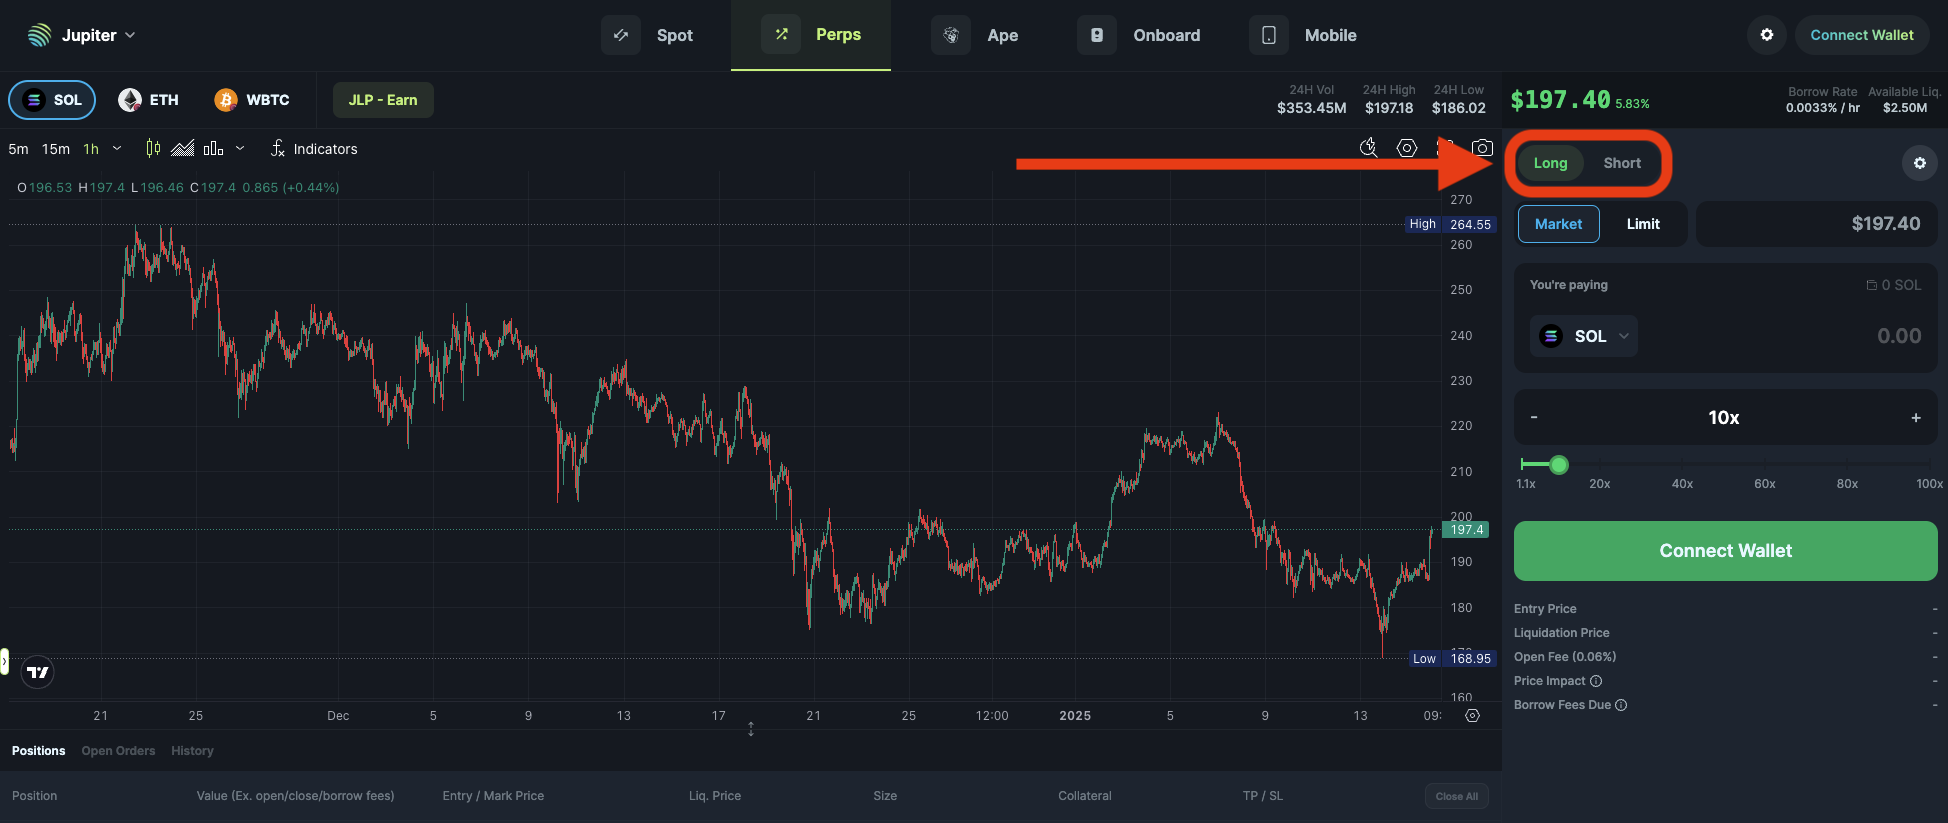 Jupiter
Spot
Perps
Ape
Onboard
Mobile
Connect Wallet
SOL
ETH
WBTC
JLP - Earn
24H Vol
$353.45M
24H High
$197.18
24H Low
$186.02
$197.40 5.83%
Borrow Rate
0.0033% / hr
Available Liq.
$2.50M
5m 15m 1h
Indicators
O196.53 H197.4 L196.46 C197.4 0.865 (+0.44%)
270
High 264.55
260
250
240
230
220
210
200
197.4
190
180
Low 168.95
160
21 25 Dec 5 9 13 17 21 25 12:00 2025 5 9 13 09:
Long Short
Market Limit
$197.40
You're paying
0 SOL
SOL
0.00
- 10x +
1.1x 20x 40x 60x 80x 100x
Connect Wallet
Entry Price -
Liquidation Price -
Open Fee (0.06%) -
Price Impact -
Borrow Fees Due -
Positions Open Orders History
Position Value (Ex. open/close/borrow fees) Entry / Mark Price Liq. Price Size Collateral TP / SL Close All